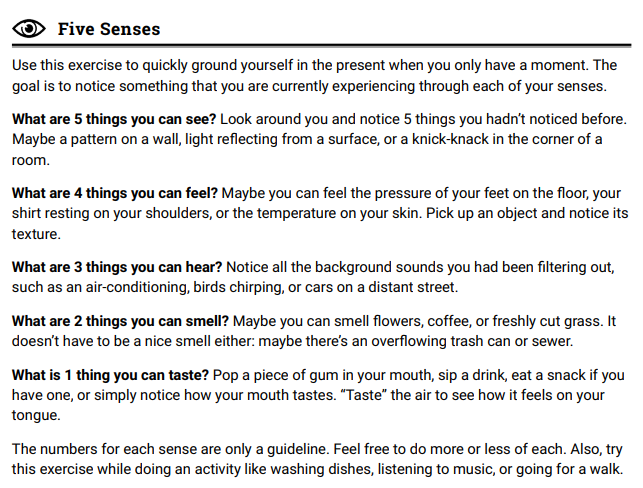 Five Senses
Use this exercise to quickly ground yourself in the present when you only have a moment. The
goal is to notice something that you are currently experiencing through each of your senses.
What are 5 things you can see? Look around you and notice 5 things you hadn't noticed before.
Maybe a pattern on a wall, light reflecting from a surface, or a knick-knack in the corner of a
room.
What are 4 things you can feel? Maybe you can feel the pressure of your feet on the floor, your
shirt resting on your shoulders, or the temperature on your skin. Pick up an object and notice its
texture.
What are 3 things you can hear? Notice all the background sounds you had been filtering out,
such as an air-conditioning, birds chirping, or cars on a distant street.
What are 2 things you can smell? Maybe you can smell flowers, coffee, or freshly cut grass. It
doesn't have to be a nice smell either: maybe there's an overflowing trash can or sewer.
What is 1 thing you can taste? Pop a piece of gum in your mouth, sip a drink, eat a snack if you
have one, or simply notice how your mouth tastes. “Taste” the air to see how it feels on your
tongue.
The numbers for each sense are only a guideline. Feel free to do more or less of each. Also, try
this exercise while doing an activity like washing dishes, listening to music, or going for a walk.